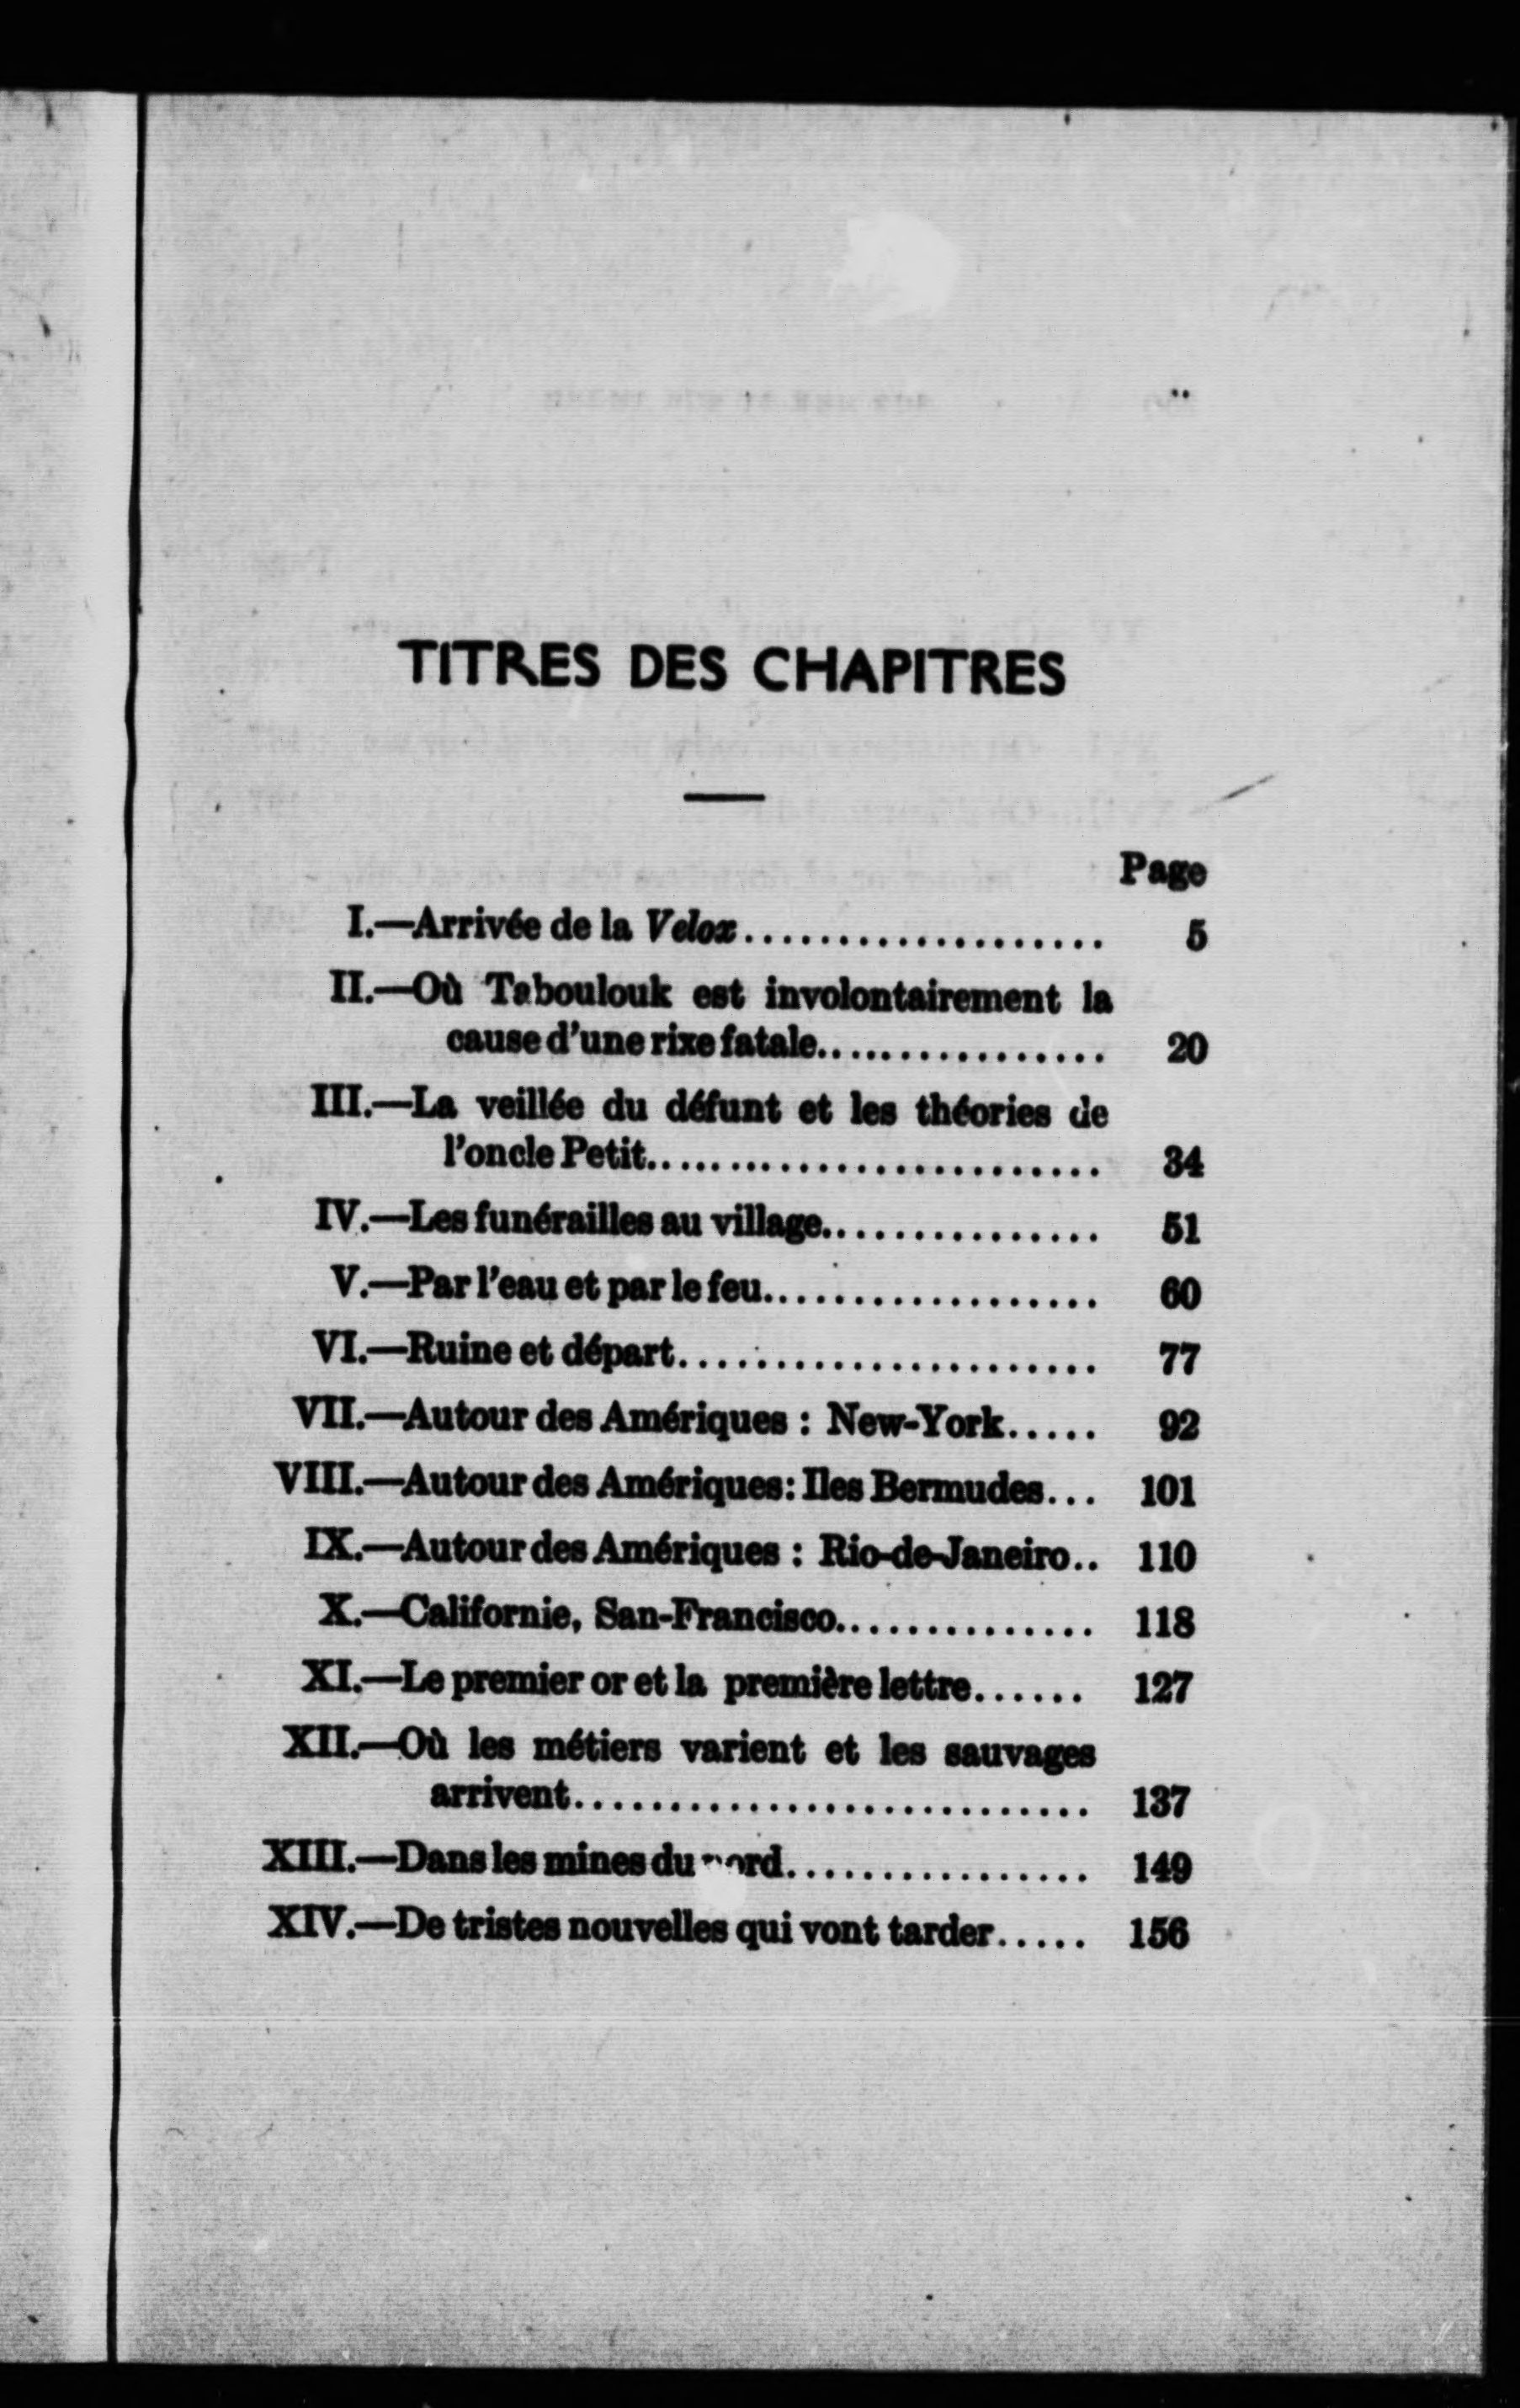 TITRES DES CHAPITRES
Page
I.—Arrivée de la Velox................... 5
II.—Où Taboulouk est involontairement la
cause d'une rixe fatale................ 20
III.—La veillée du défunt et les théories de
l'oncle Petit........................ 34
IV.—Les funérailles au village............... 51
V.—Par l'eau et par le feu.................. 60
VI.—Ruine et départ...................... 77
VII.—Autour des Amériques : New-York..... 92
VIII.—Autour des Amériques: Iles Bermudes... 101
IX.—Autour des Amériques : Rio-de-Janeiro.. 110
X.—Californie, San-Francisco.............. 118
XI.—Le premier or et la première lettre...... 127
XII.—Où les métiers varient et les sauvages
arrivent........................... 137
XIII.—Dans les mines du nord................ 149
XIV.—De tristes nouvelles qui vont tarder..... 156